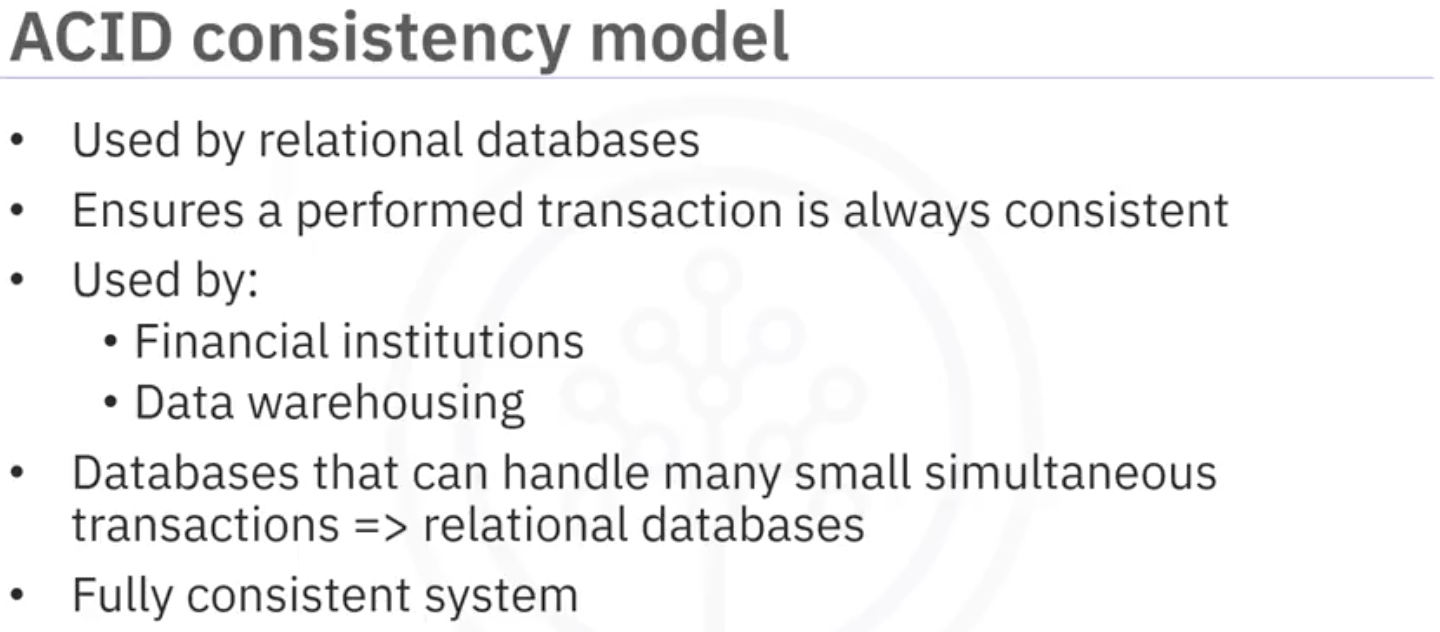 ACID consistency model
• Used by relational databases
• Ensures a performed transaction is always consistent
• Used by:
• Financial institutions
• Data warehousing
• Databases that can handle many small simultaneous
transactions => relational databases
• Fully consistent system